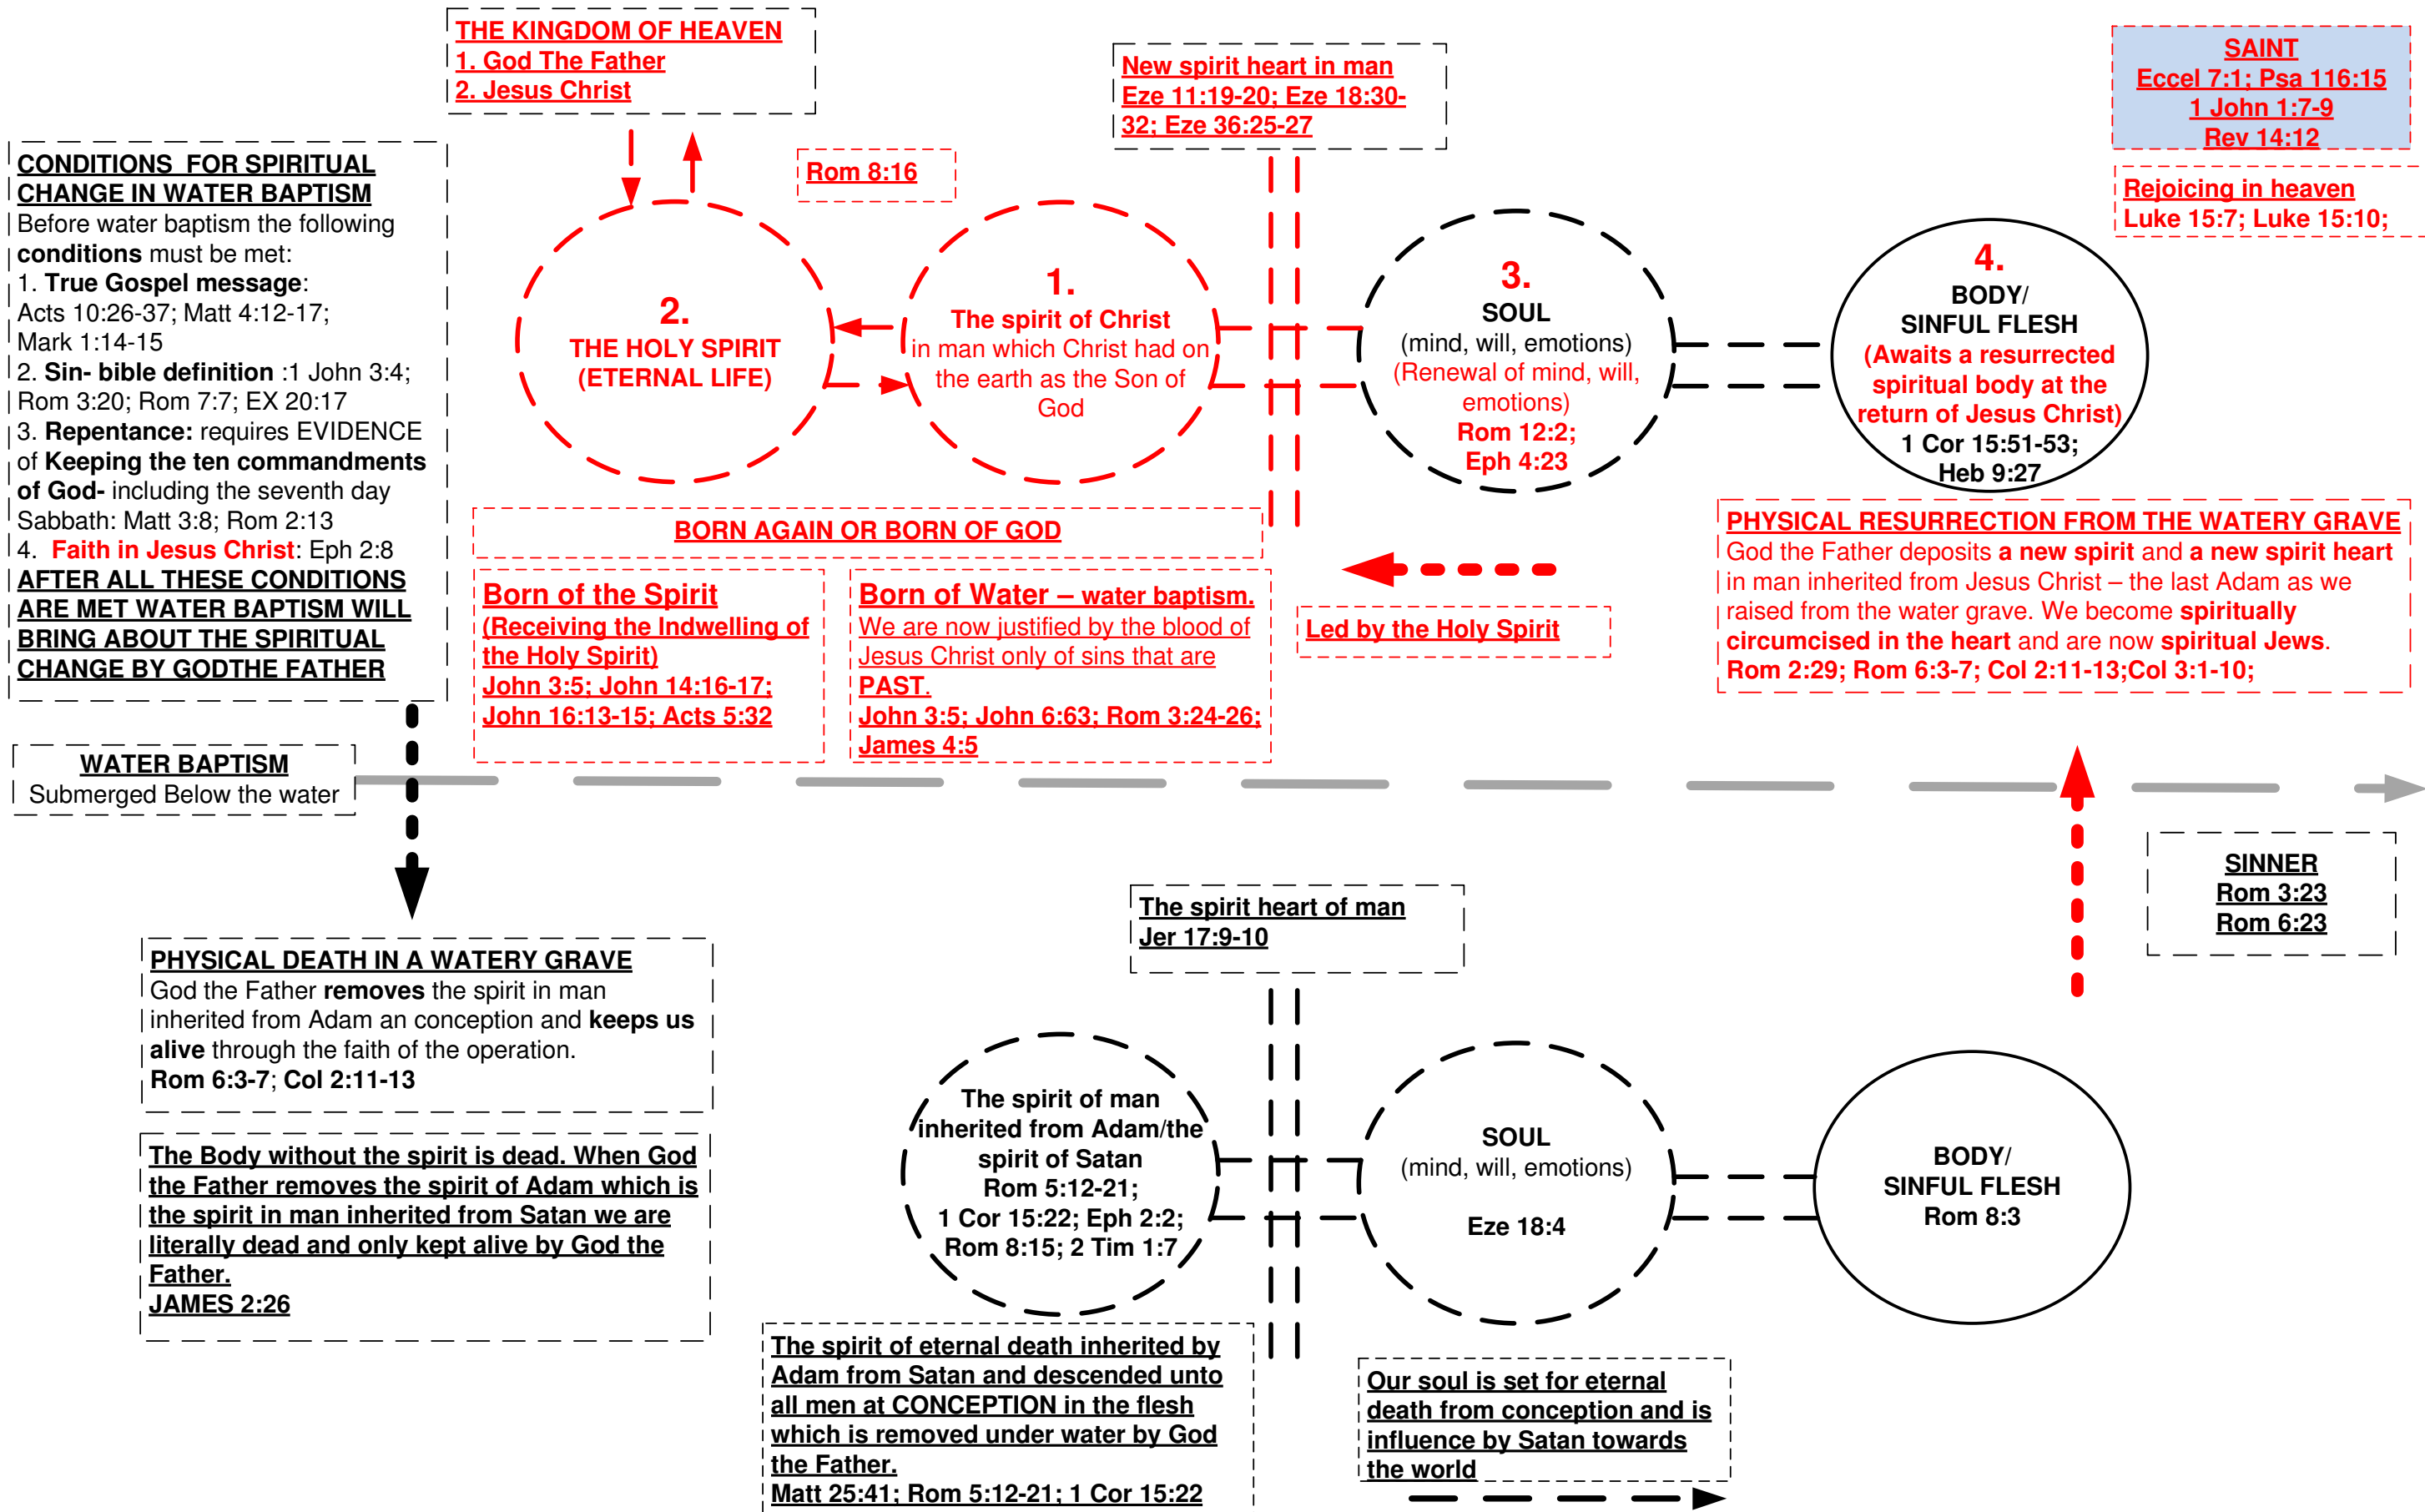 THE KINGDOM OF HEAVEN
1. God The Father
2. Jesus Christ
New spirit heart in man
Eze 11:19-20; Eze 18:30-
32; Eze 36:25-27
SAINT
Eccel 7:1; Psa 116:15
1 John 1:7-9
Rev 14:12
Rejoicing in heaven
Luke 15:7; Luke 15:10;
Rom 8:16
CONDITIONS FOR SPIRITUAL
CHANGE IN WATER BAPTISM
Before water baptism the following
conditions must be met:
1. True Gospel message:
Acts 10:26-37; Matt 4:12-17;
Mark 1:14-15
2. Sin- bible definition :1 John 3:4;
Rom 3:20; Rom 7:7; EX 20:17
3. Repentance: requires EVIDENCE
of Keeping the ten commandments
of God- including the seventh day
Sabbath: Matt 3:8; Rom 2:13
4. Faith in Jesus Christ: Eph 2:8
AFTER ALL THESE CONDITIONS
ARE MET WATER BAPTISM WILL
BRING ABOUT THE SPIRITUAL
CHANGE BY GODTHE FATHER
2.
THE HOLY SPIRIT
(ETERNAL LIFE)
1.
The spirit of Christ
in man which Christ had on
the earth as the Son of
God
3.
SOUL
(mind, will, emotions)
(Renewal of mind, will,
emotions)
Rom 12:2;
Eph 4:23
4.
BODY/
SINFUL FLESH
(Awaits a resurrected
spiritual body at the
return of Jesus Christ)
1 Cor 15:51-53;
Heb 9:27
BORN AGAIN OR BORN OF GOD
Born of the Spirit
(Receiving the Indwelling of
the Holy Spirit)
John 3:5; John 14:16-17;
John 16:13-15; Acts 5:32
Born of Water – water baptism.
We are now justified by the blood of
Jesus Christ only of sins that are
PAST.
John 3:5; John 6:63; Rom 3:24-26;
James 4:5
Led by the Holy Spirit
PHYSICAL RESURRECTION FROM THE WATERY GRAVE
God the Father deposits a new spirit and a new spirit heart
in man inherited from Jesus Christ – the last Adam as we
raised from the water grave. We become spiritually
circumcised in the heart and are now spiritual Jews.
Rom 2:29; Rom 6:3-7; Col 2:11-13;Col 3:1-10;
WATER BAPTISM
Submerged Below the water
SINNER
Rom 3:23
Rom 6:23
The spirit heart of man
Jer 17:9-10
PHYSICAL DEATH IN A WATERY GRAVE
God the Father removes the spirit in man
inherited from Adam an conception and keeps us
alive through the faith of the operation.
Rom 6:3-7; Col 2:11-13
The Body without the spirit is dead. When God
the Father removes the spirit of Adam which is
the spirit in man inherited from Satan we are
literally dead and only kept alive by God the
Father.
JAMES 2:26
The spirit of man
inherited from Adam/the
spirit of Satan
Rom 5:12-21;
1 Cor 15:22; Eph 2:2;
Rom 8:15; 2 Tim 1:7
SOUL
(mind, will, emotions)
Eze 18:4
BODY/
SINFUL FLESH
Rom 8:3
The spirit of eternal death inherited by
Adam from Satan and descended unto
all men at CONCEPTION in the flesh
which is removed under water by God
the Father.
Matt 25:41; Rom 5:12-21; 1 Cor 15:22
Our soul is set for eternal
death from conception and is
influence by Satan towards
the world